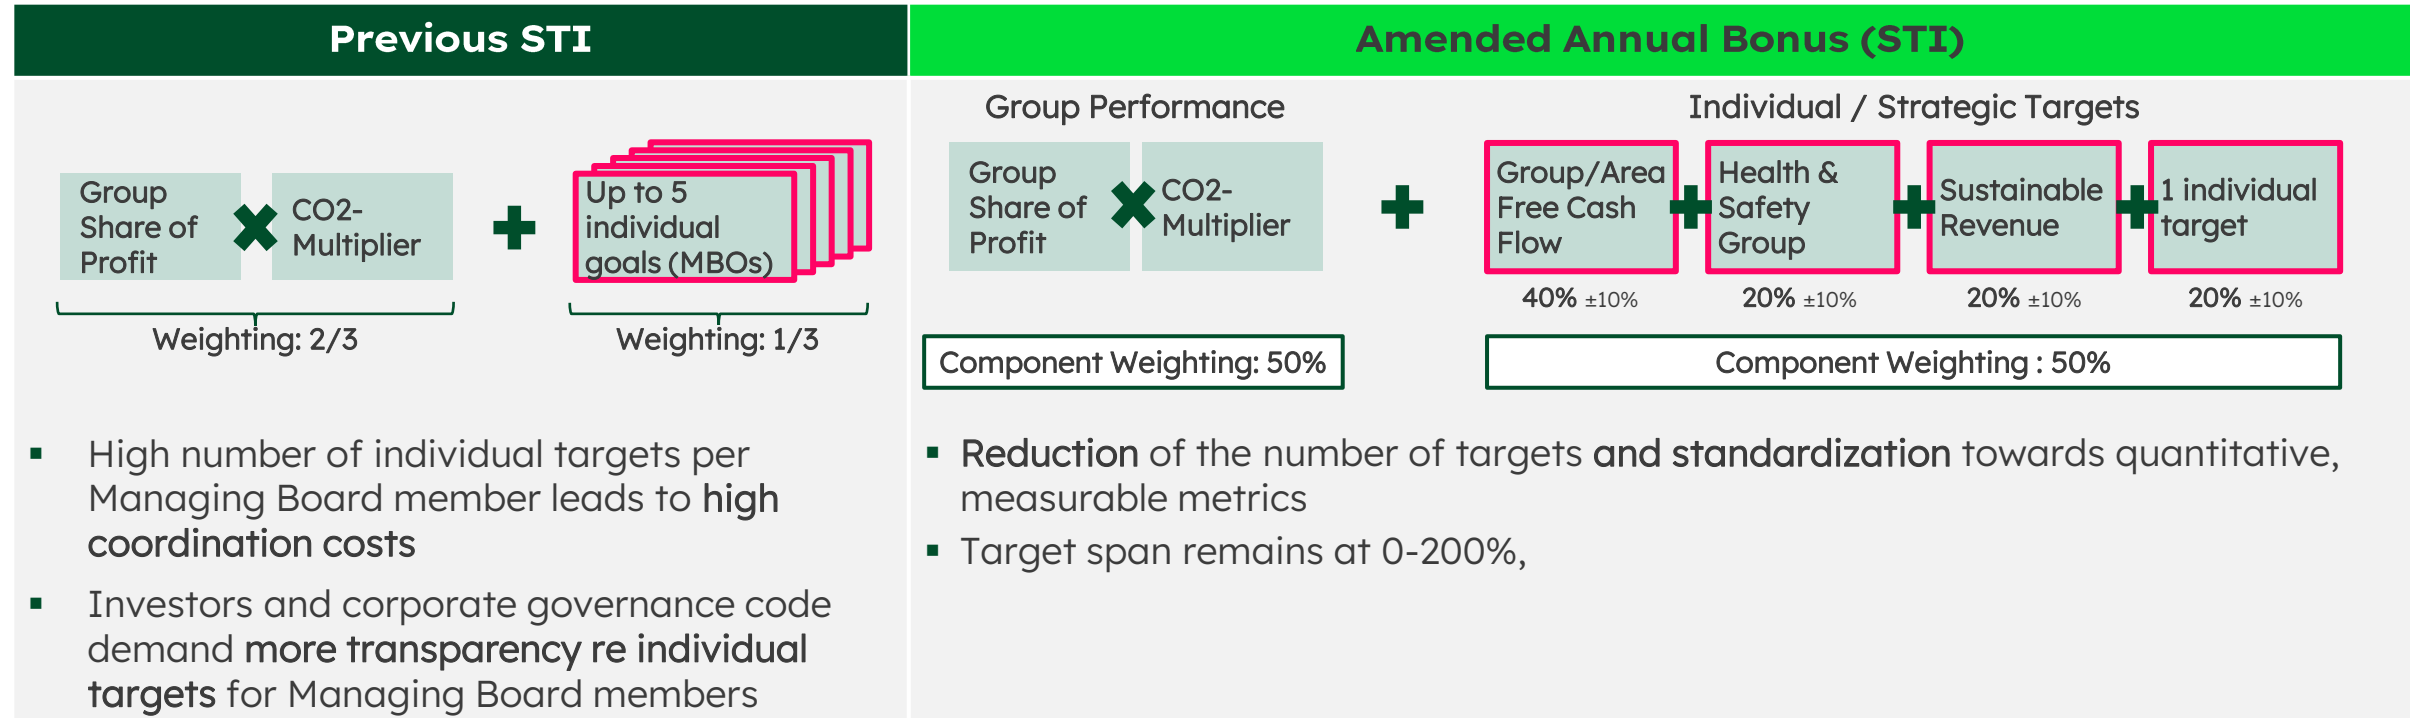 Previous STI
Group
Share of
Profit
CO2-
Multiplier
Up to 5
individual
goals (MBOs)
Weighting: 2/3
Weighting: 1/3
▪ High number of individual targets per
Managing Board member leads to high
coordination costs
▪ Investors and corporate governance code
demand more transparency re individual
targets for Managing Board members
Amended Annual Bonus (STI)
Group Performance
Group
Share of
Profit
CO2-
Multiplier
Component Weighting: 50%
Individual / Strategic Targets
Group/Area
Free Cash
Flow
Health &
Safety
Group
Sustainable
Revenue
1 individual
target
40% ±10%
20% ±10%
20% ±10%
20% ±10%
Component Weighting : 50%
▪ Reduction of the number of targets and standardization towards quantitative,
measurable metrics
▪ Target span remains at 0-200%,